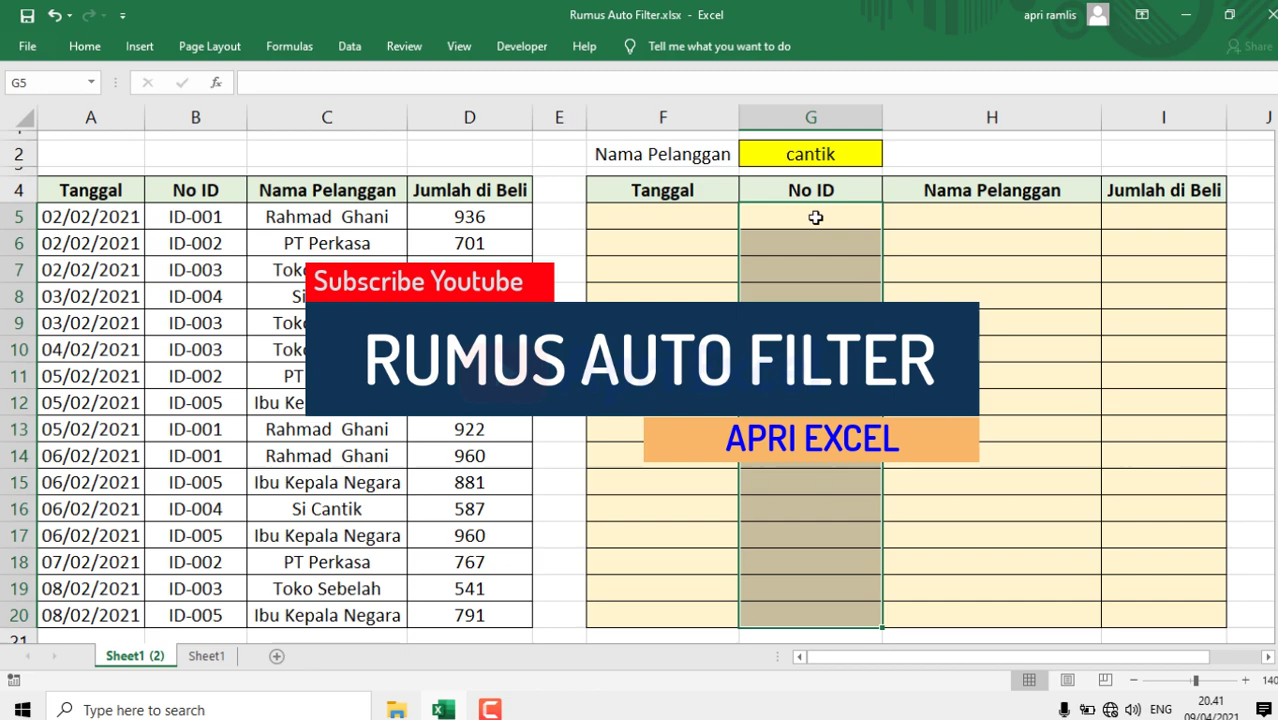 Rumus Auto Filter.xlsx - Excel
apri ramlis
File Home Insert Page Layout Formulas Data Review View Developer Help Tell me what you want to do Share
G5 fx
A B C D E F G H I J
2 Nama Pelanggan cantik
4 Tanggal No ID Nama Pelanggan Jumlah di Beli Tanggal No ID Nama Pelanggan Jumlah di Beli
5 02/02/2021 ID-001 Rahmad Ghani 936
6 02/02/2021 ID-002 PT Perkasa 701
7 02/02/2021 ID-003
8 03/02/2021 ID-004 Si
9 03/02/2021 ID-003
10 04/02/2021 ID-003
11 05/02/2021 ID-002 PT
12 05/02/2021 ID-005 Ibu
Subscribe Youtube
RUMUS AUTO FILTER
APRI EXCEL
13 05/02/2021 ID-001 Rahmad Ghani 922
14 06/02/2021 ID-001 Rahmad Ghani 960
15 06/02/2021 ID-005 Ibu Kepala Negara 881
16 06/02/2021 ID-004 Si Cantik 587
17 06/02/2021 ID-005 Ibu Kepala Negara 960
18 07/02/2021 ID-002 PT Perkasa 767
19 08/02/2021 ID-003 Toko Sebelah 541
20 08/02/2021 ID-005 Ibu Kepala Negara 791
21
Sheet1 (2) Sheet1
140
Type here to search
ENG
20.41
09/04/2021